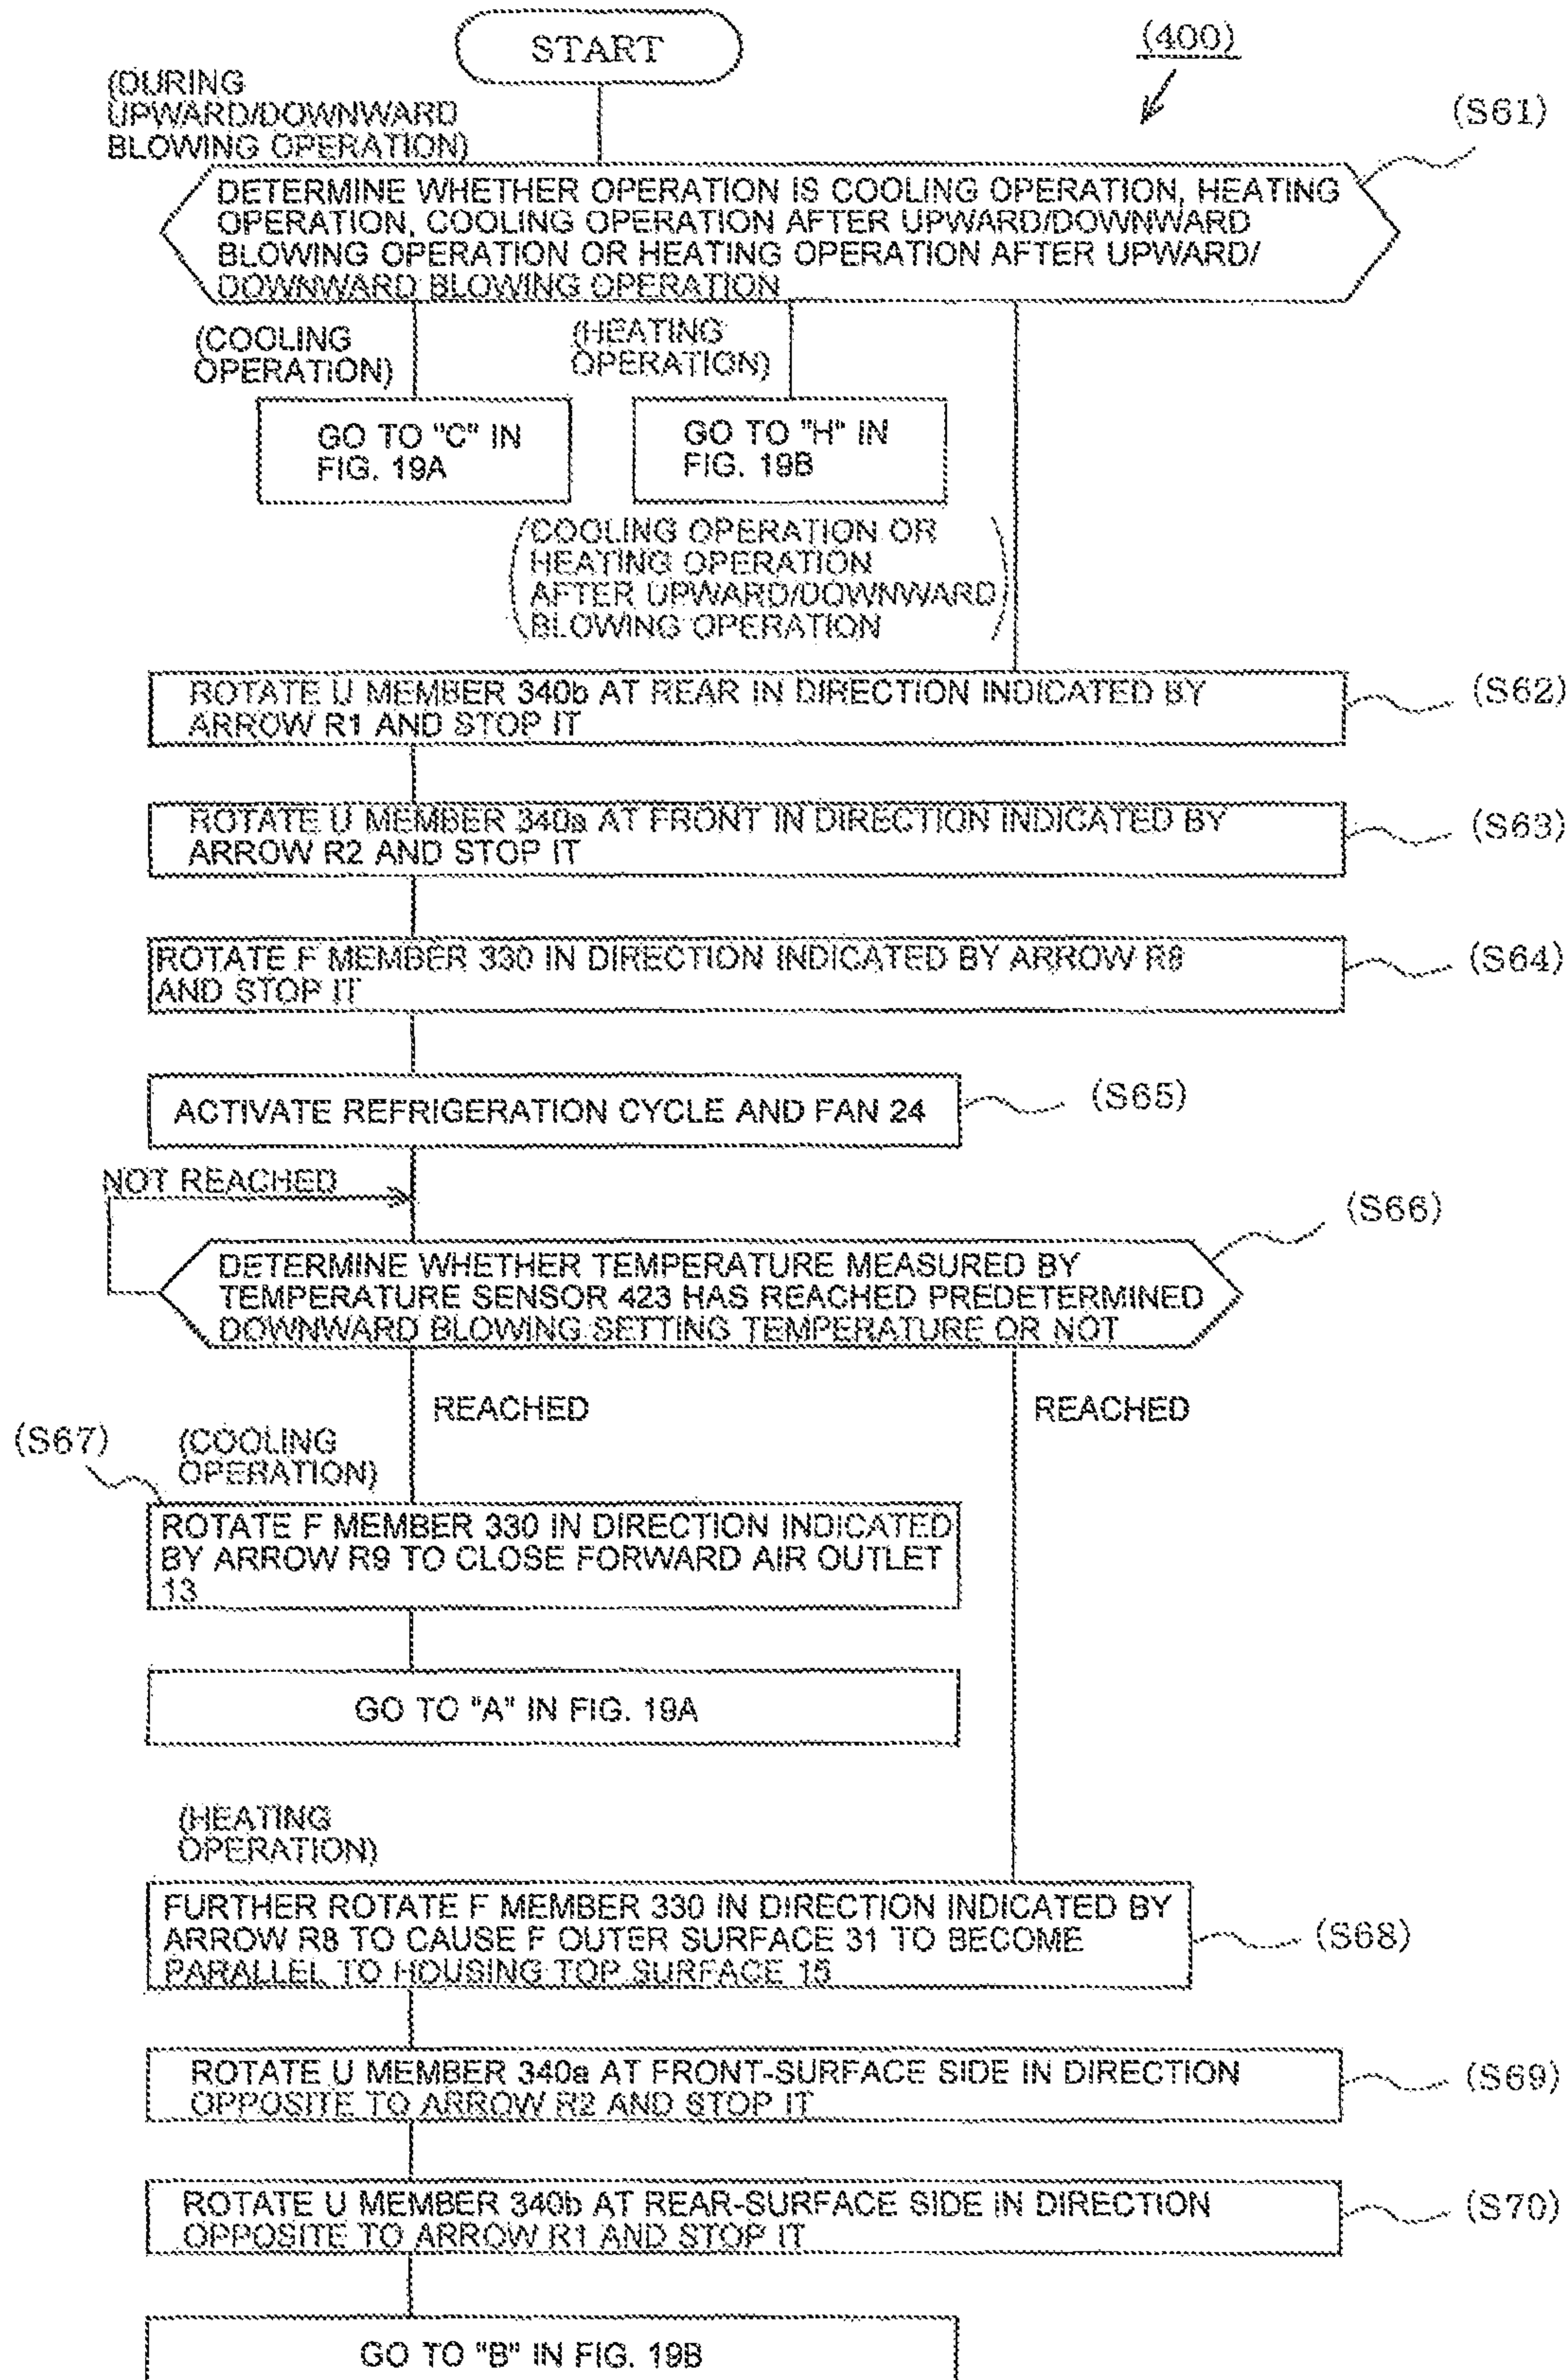 START
(400)
(DURING
UPWARD/DOWNWARD
BLOWING OPERATION)
(S61)
DETERMINE WHETHER OPERATION IS COOLING OPERATION, HEATING
OPERATION, COOLING OPERATION AFTER UPWARD/DOWNWARD
BLOWING OPERATION OR HEATING OPERATION AFTER UPWARD/
DOWNWARD BLOWING OPERATION
(COOLING
OPERATION)
(HEATING
OPERATION)
GO TO "C" IN
FIG. 19A
GO TO "H" IN
FIG. 19B
(COOLING OPERATION OR
HEATING OPERATION
AFTER UPWARD/DOWNWARD
BLOWING OPERATION)
ROTATE U MEMBER 340b AT REAR IN DIRECTION INDICATED BY
ARROW R1 AND STOP IT
(S62)
ROTATE U MEMBER 340a AT FRONT IN DIRECTION INDICATED BY
ARROW R2 AND STOP IT
(S63)
ROTATE F MEMBER 330 IN DIRECTION INDICATED BY ARROW R8
AND STOP IT
(S64)
ACTIVATE REFRIGERATION CYCLE AND FAN 24
(S65)
NOT REACHED
(S66)
DETERMINE WHETHER TEMPERATURE MEASURED BY
TEMPERATURE SENSOR 423 HAS REACHED PREDETERMINED
DOWNWARD BLOWING SETTING TEMPERATURE OR NOT
REACHED
REACHED
(S67)
(COOLING
OPERATION)
ROTATE F MEMBER 330 IN DIRECTION INDICATED
BY ARROW R9 TO CLOSE FORWARD AIR OUTLET
13
GO TO "A" IN FIG. 19A
(HEATING
OPERATION)
FURTHER ROTATE F MEMBER 330 IN DIRECTION INDICATED BY
ARROW R8 TO CAUSE F OUTER SURFACE 31 TO BECOME
PARALLEL TO HOUSING TOP SURFACE 15
(S68)
ROTATE U MEMBER 340a AT FRONT-SURFACE SIDE IN DIRECTION
OPPOSITE TO ARROW R2 AND STOP IT
(S69)
ROTATE U MEMBER 340b AT REAR-SURFACE SIDE IN DIRECTION
OPPOSITE TO ARROW R1 AND STOP IT
(S70)
GO TO "B" IN FIG. 19B